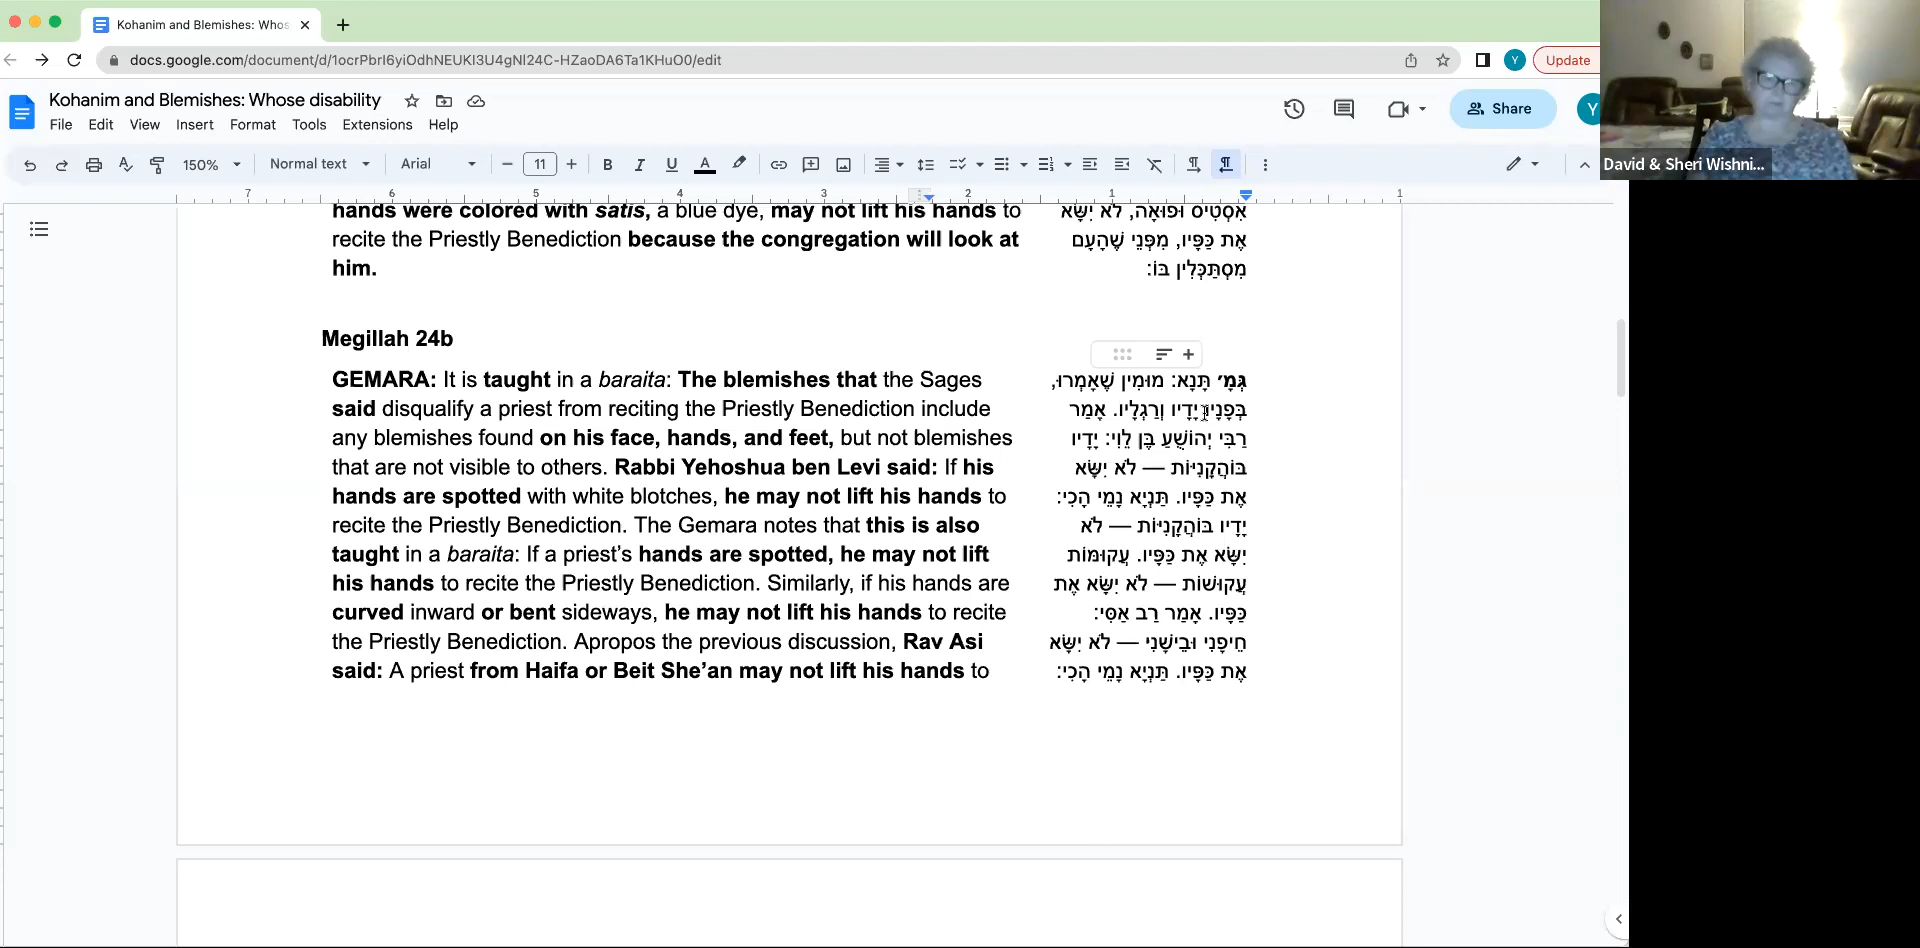 Kohanim and Blemishes: Whos
docs.google.com/document/d/1ocrPbrI6yiOdhNEUKI3U4gNI24C-HZaoDA6Ta1KHuO0/edit
Update
Kohanim and Blemishes: Whose disability
File Edit View Insert Format Tools Extensions Help
Share
Y
Y
150% Normal text Arial 11
7 6 5 4 3 2 1 1
David & Sheri Wishni...
hands were colored with satis, a blue dye, may not lift his hands to
recite the Priestly Benediction because the congregation will look at
him.
אִסְטִיס וּפוּאָה, לֹא יִשָּׂא
אֶת כַּפָּיו, מִפְּנֵי שֶׁהָעָם
מִסְתַּכְּלִין בּוֹ:
Megillah 24b
GEMARA: It is taught in a baraita: The blemishes that the Sages
said disqualify a priest from reciting the Priestly Benediction include
any blemishes found on his face, hands, and feet, but not blemishes
that are not visible to others. Rabbi Yehoshua ben Levi said: If his
hands are spotted with white blotches, he may not lift his hands to
recite the Priestly Benediction. The Gemara notes that this is also
taught in a baraita: If a priest’s hands are spotted, he may not lift
his hands to recite the Priestly Benediction. Similarly, if his hands are
curved inward or bent sideways, he may not lift his hands to recite
the Priestly Benediction. Apropos the previous discussion, Rav Asi
said: A priest from Haifa or Beit She’an may not lift his hands to
גְּמָ׳ תָּנָא: מוּמִין שֶׁאָמְרוּ,
בְּפָנָיו יָדָיו וְרַגְלָיו. אָמַר
רַבִּי יְהוֹשֻׁעַ בֶּן לֵוִי: יָדָיו
בּוֹהֲקָנִיּוֹת — לֹא יִשָּׂא
אֶת כַּפָּיו. תַּנְיָא נָמֵי הָכִי:
יָדָיו בּוֹהֲקָנִיּוֹת — לֹא
יִשָּׂא אֶת כַּפָּיו. עֲקוּמּוֹת
עֲקוּשׁוֹת — לֹא יִשָּׂא אֶת
כַּפָּיו. אָמַר רַב אַסִּי:
חֵיפָנִי וּבֵישָׁנִי — לֹא יִשָּׂא
אֶת כַּפָּיו. תַּנְיָא נָמֵי הָכִי: